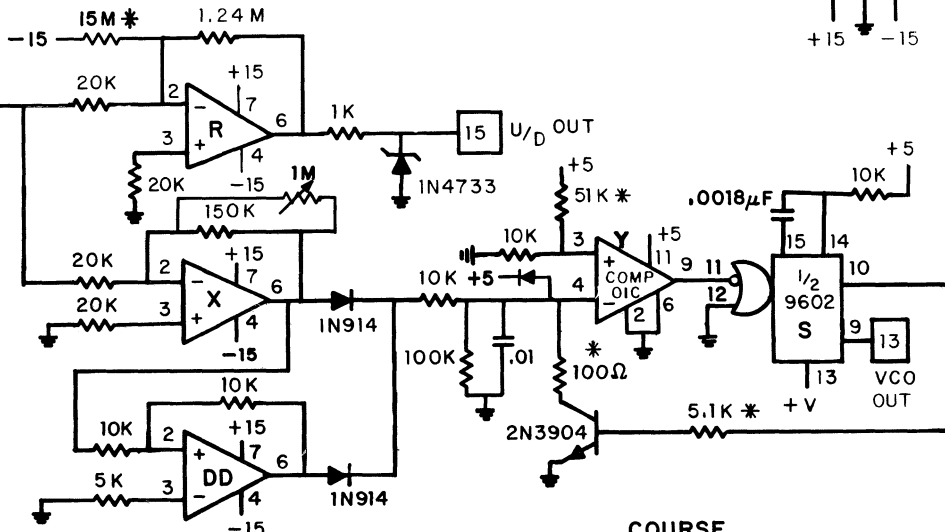 15M *
1.24 M
-15
+15 -15
20K
2
+15
7
R
6
1K
15
U/D OUT
3
4
-15
20K
1N4733
1M
150K
+5
51K *
.0018µF
+5
10K
20K
2
+15
7
X
6
3
20K
4
-15
1N914
10K
3
Y
+5
11
9
+5
10K
4
COMP
OIC
2
6
11
12
15
14
1/2
9602
S
10
9
13
VCO
OUT
13
+V
100K
.01
*
100Ω
10K
10K
2
+15
7
DD
6
5K
3
4
-15
1N914
2N3904
5.1K *
COURSE